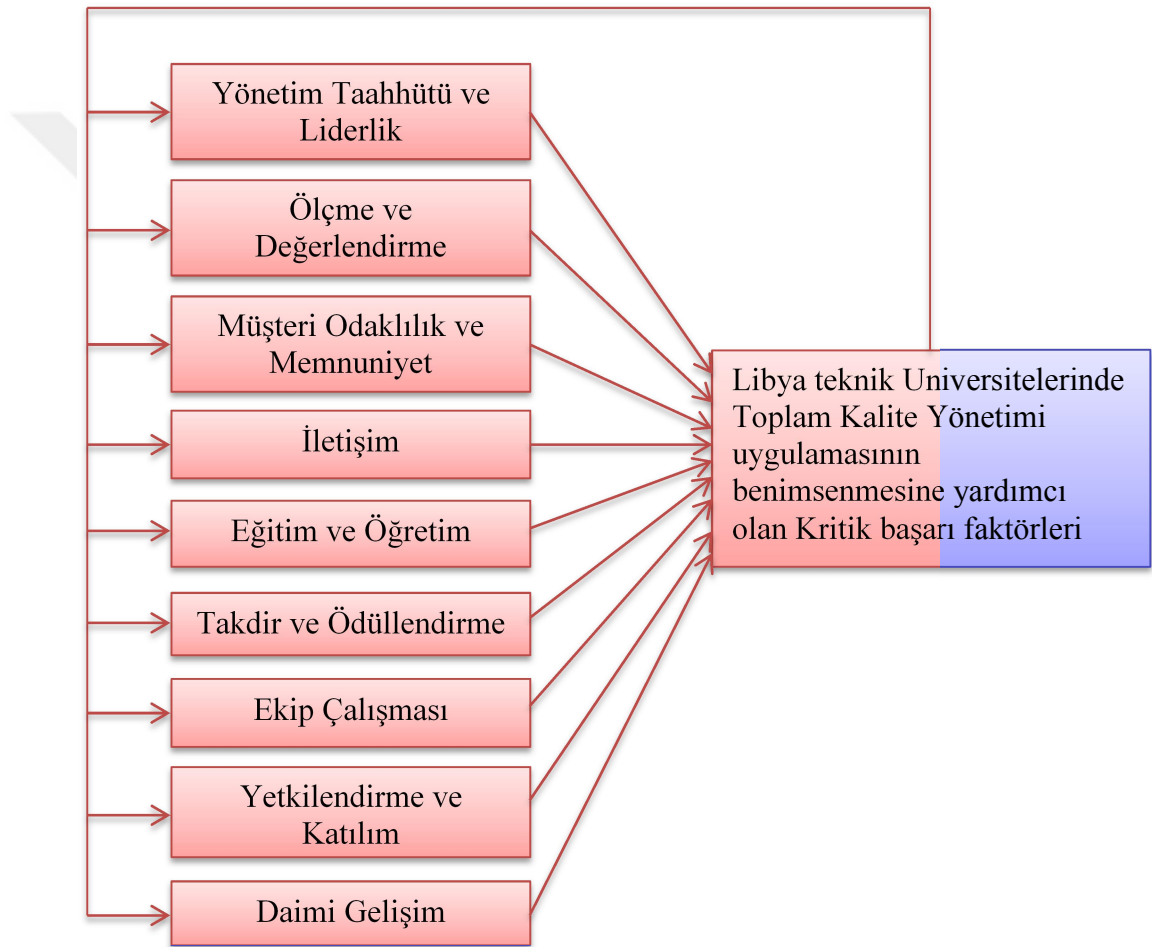 Yönetim Taahhütü ve
Liderlik
Ölçme ve
Değerlendirme
Müşteri Odaklılık ve
Memnuniyet
İletişim
Eğitim ve Öğretim
Takdir ve Ödüllendirme
Ekip Çalışması
Yetkilendirme ve
Katılım
Daimi Gelişim
Libya teknik Universitelerinde
Toplam Kalite Yönetimi
uygulamasının
benimsenmesine yardımcı
olan Kritik başarı faktörleri